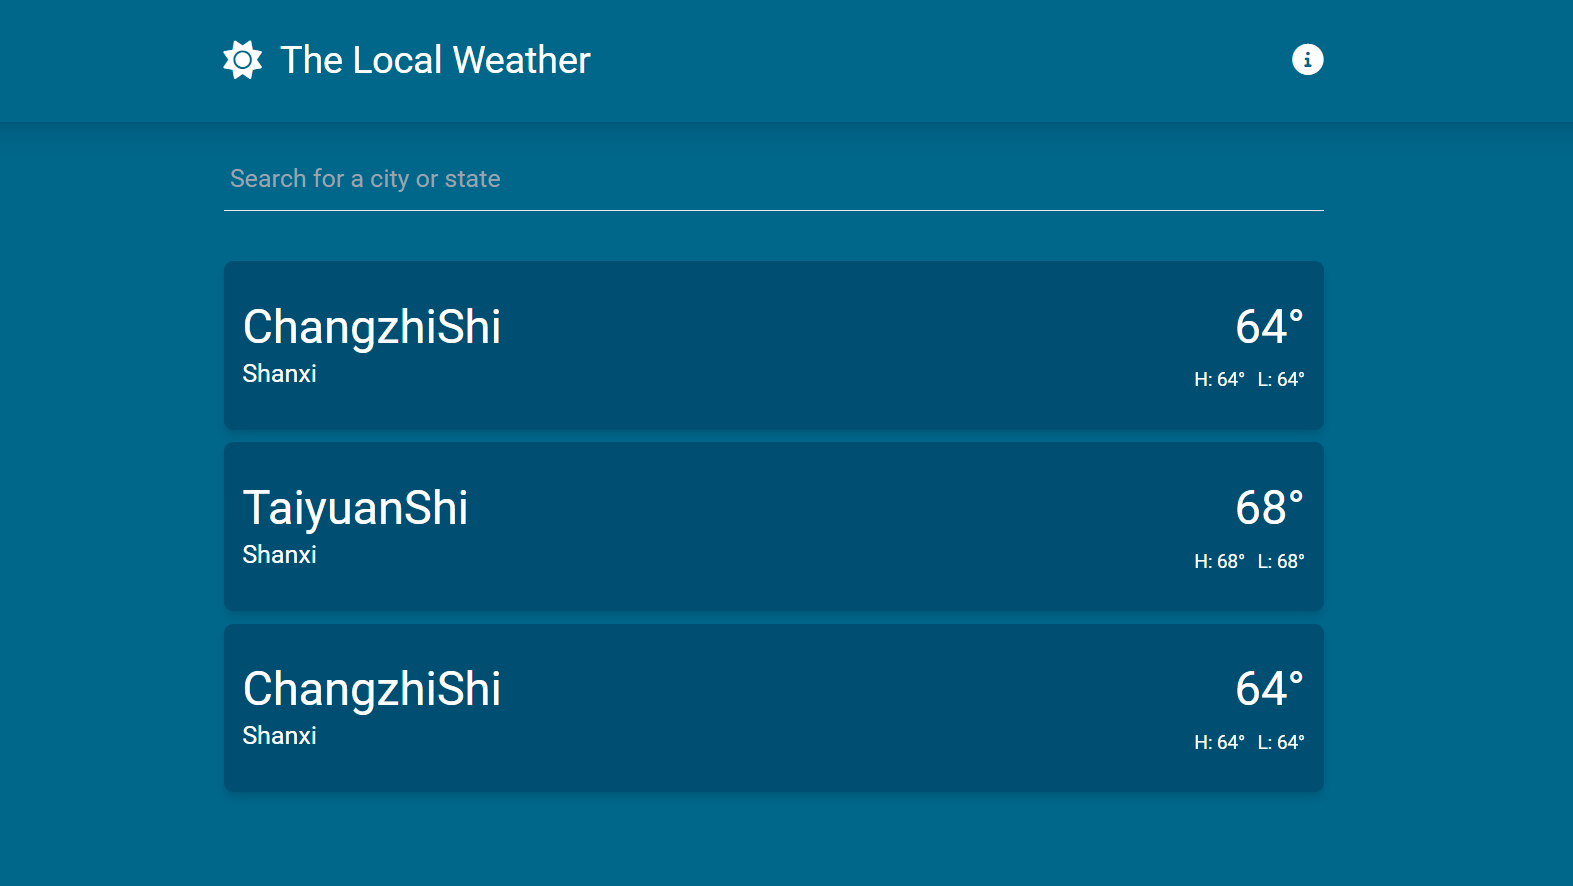 The Local Weather
Search for a city or state
ChangzhiShi
64°
Shanxi
H: 64° L: 64°
TaiyuanShi
68°
Shanxi
H: 68° L: 68°
ChangzhiShi
64°
Shanxi
H: 64° L: 64°